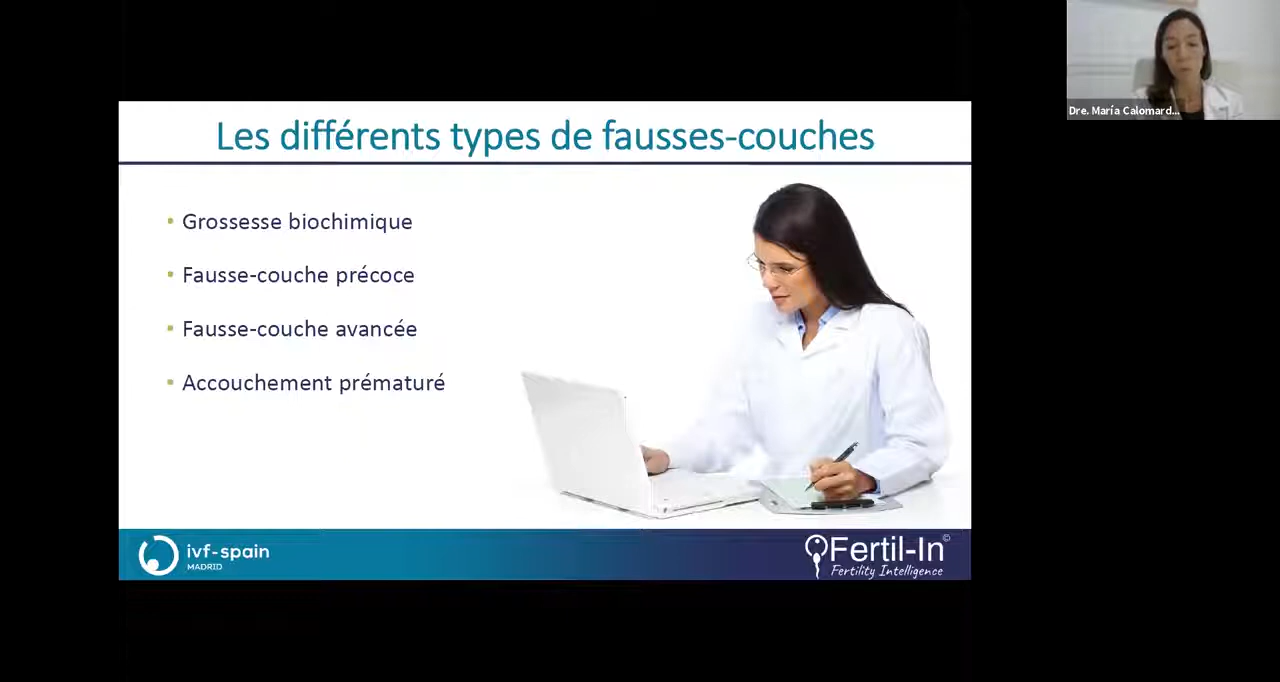 Les différents types de fausses-couches
• Grossesse biochimique
• Fausse-couche précoce
• Fausse-couche avancée
• Accouchement prématuré
ivf-spain
MADRID
Fertil-In©
Fertility Intelligence
Dre. María Calomard...